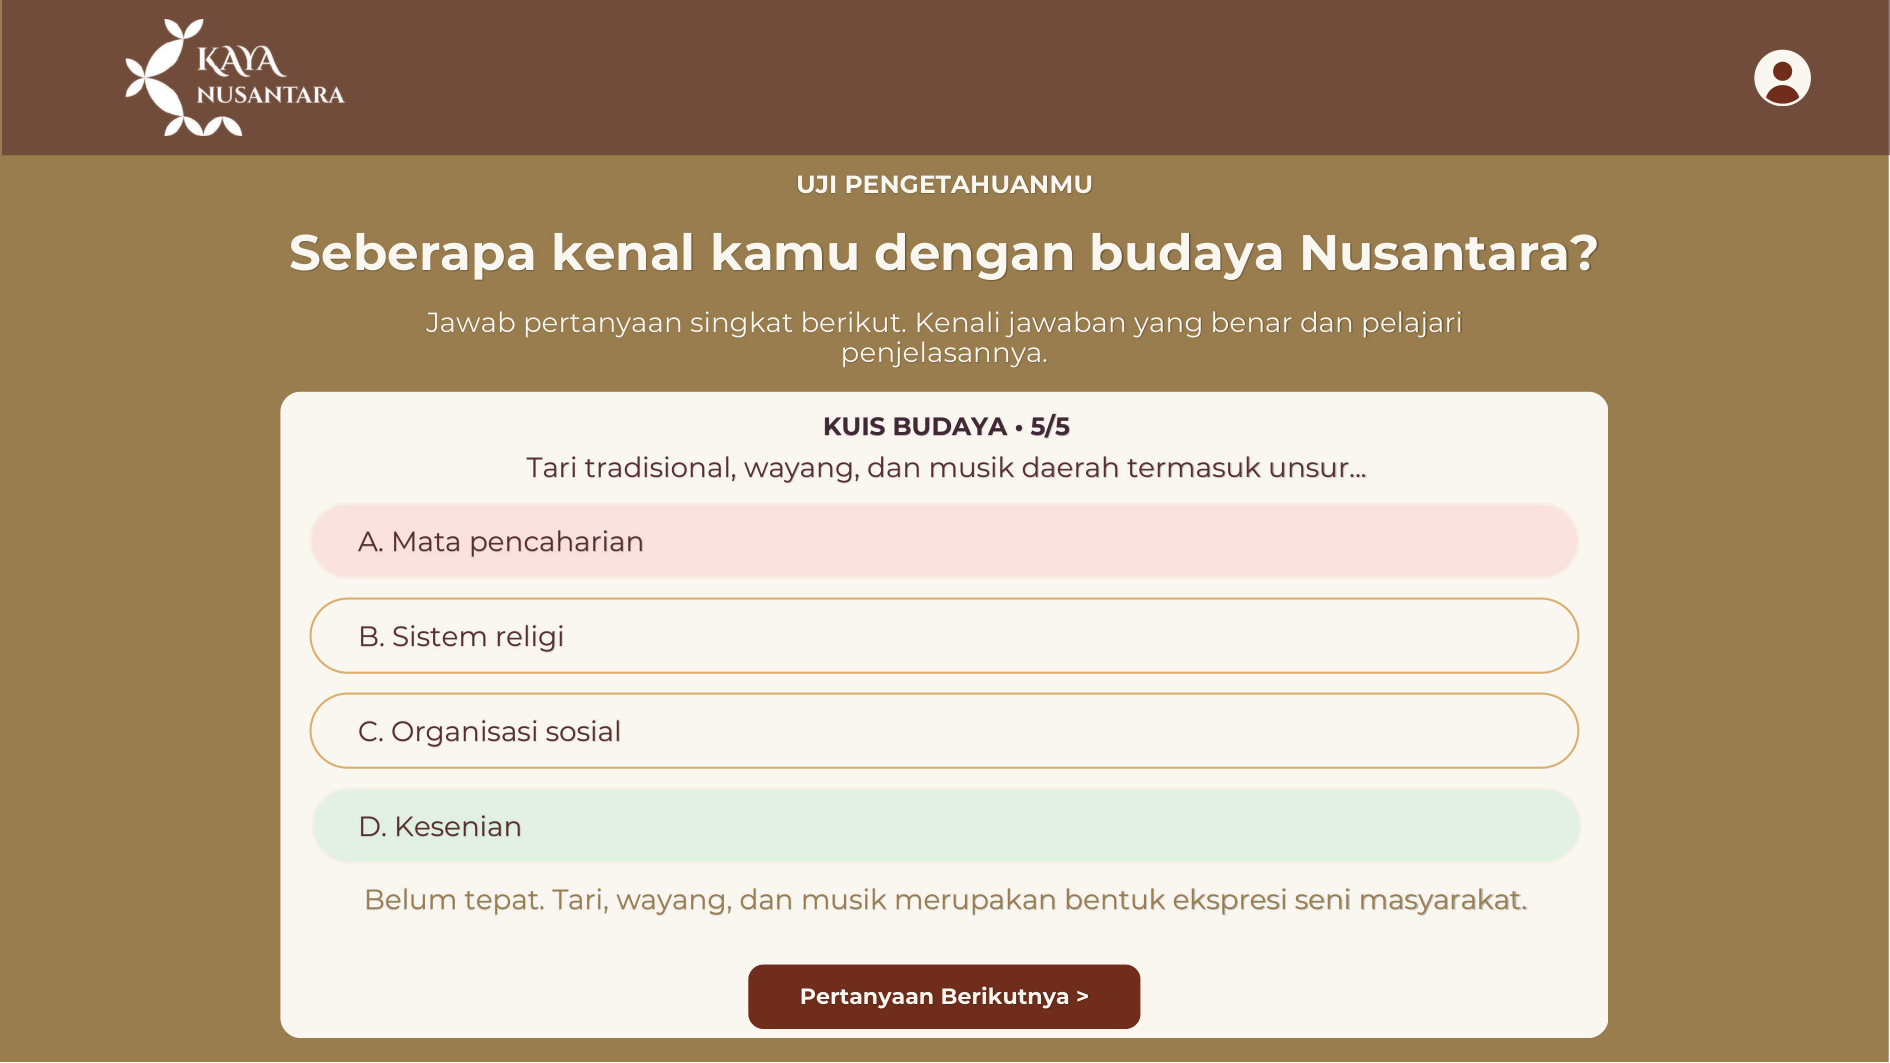 KAYA
NUSANTARA
UJI PENGETAHUANMU
Seberapa kenal kamu dengan budaya Nusantara?
Jawab pertanyaan singkat berikut. Kenali jawaban yang benar dan pelajari
penjelasannya.
KUIS BUDAYA • 5/5
Tari tradisional, wayang, dan musik daerah termasuk unsur...
A. Mata pencaharian
B. Sistem religi
C. Organisasi sosial
D. Kesenian
Belum tepat. Tari, wayang, dan musik merupakan bentuk ekspresi seni masyarakat.
Pertanyaan Berikutnya >